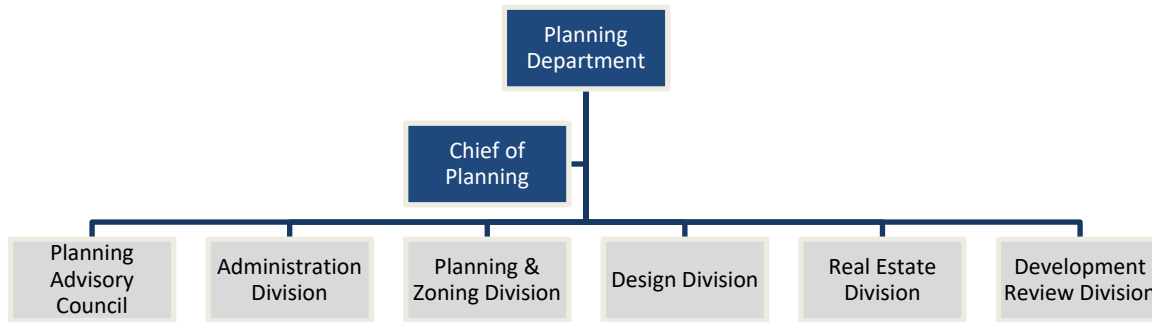 Planning
Department
Chief of
Planning
Planning
Advisory
Council
Administration
Division
Planning &
Zoning Division
Design Division
Real Estate
Division
Development
Review Division